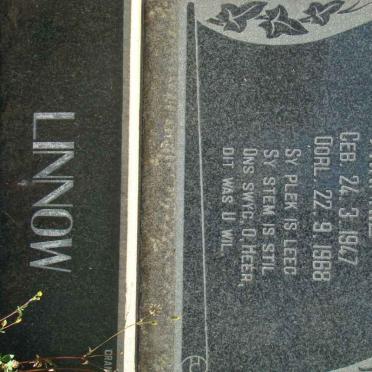 GEB. 24. 3. 1947
OORL. 22. 9. 1988
SY PLEK IS LEEG
SY STEM IS STIL
ONS SWYG O HEER,
DIT WAS U WIL.
LINNOW